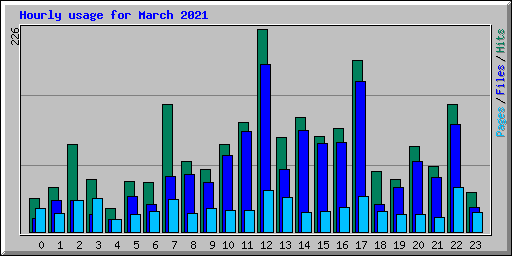 Hourly usage for March 2021
226
Pages / Files / Hits
0 1 2 3 4 5 6 7 8 9 10 11 12 13 14 15 16 17 18 19 20 21 22 23